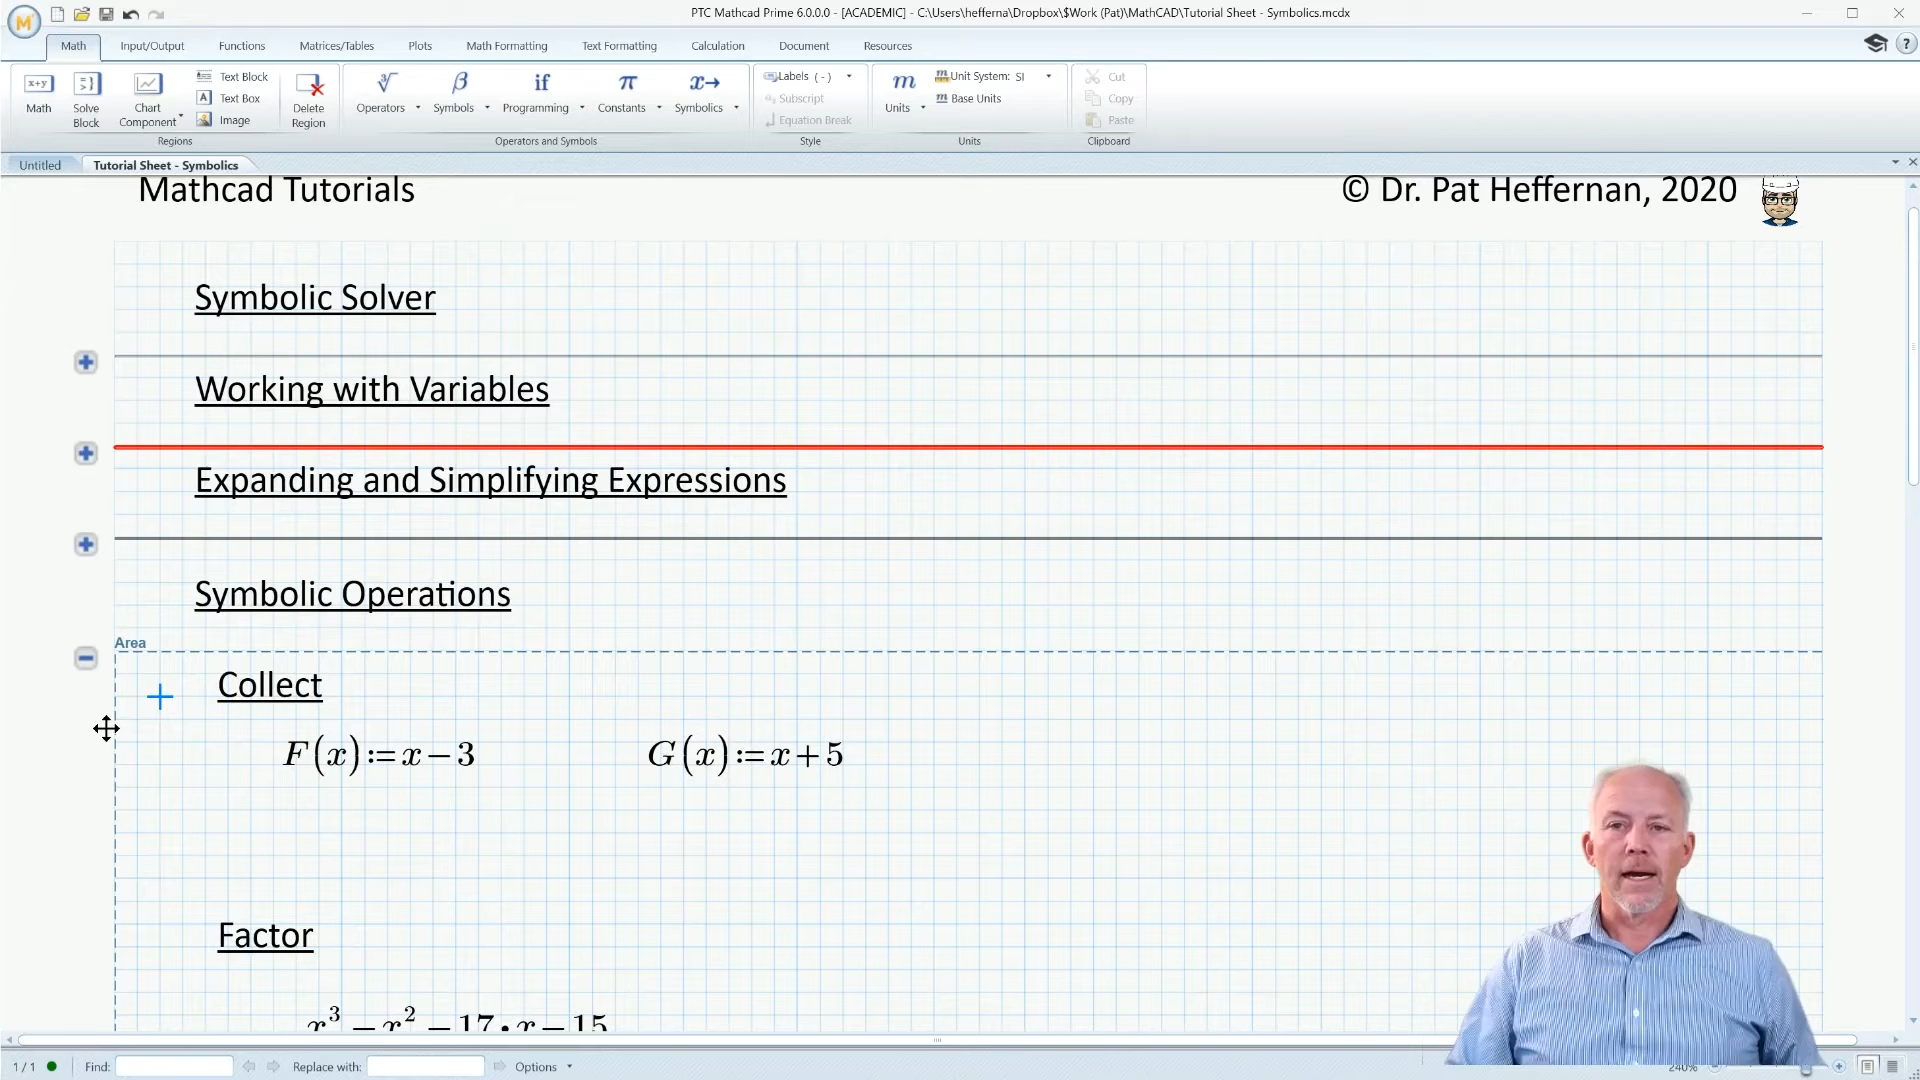 PTC Mathcad Prime 6.0.0.0 - [ACADEMIC] - C:\Users\hefferna\Dropbox\$Work (Pat)\MathCAD\Tutorial Sheet - Symbolics.mcdx
Math Input/Output Functions Matrices/Tables Plots Math Formatting Text Formatting Calculation Document Resources
Math
Solve Block
Chart Component
Text Block
Text Box
Image
Delete Region
Operators
Symbols
Programming
Constants
Symbolics
Labels ( - )
Subscript
Equation Break
Units
Unit System: SI
Base Units
Cut
Copy
Paste
Regions Operators and Symbols Style Units Clipboard
Untitled Tutorial Sheet - Symbolics
Mathcad Tutorials © Dr. Pat Heffernan, 2020
Symbolic Solver
Working with Variables
Expanding and Simplifying Expressions
Symbolic Operations
Area
Collect
F(x):=x−3 G(x):=x+5
Factor
x³−x²−17·x−15
1 / 1 Find: Replace with: Options 240%